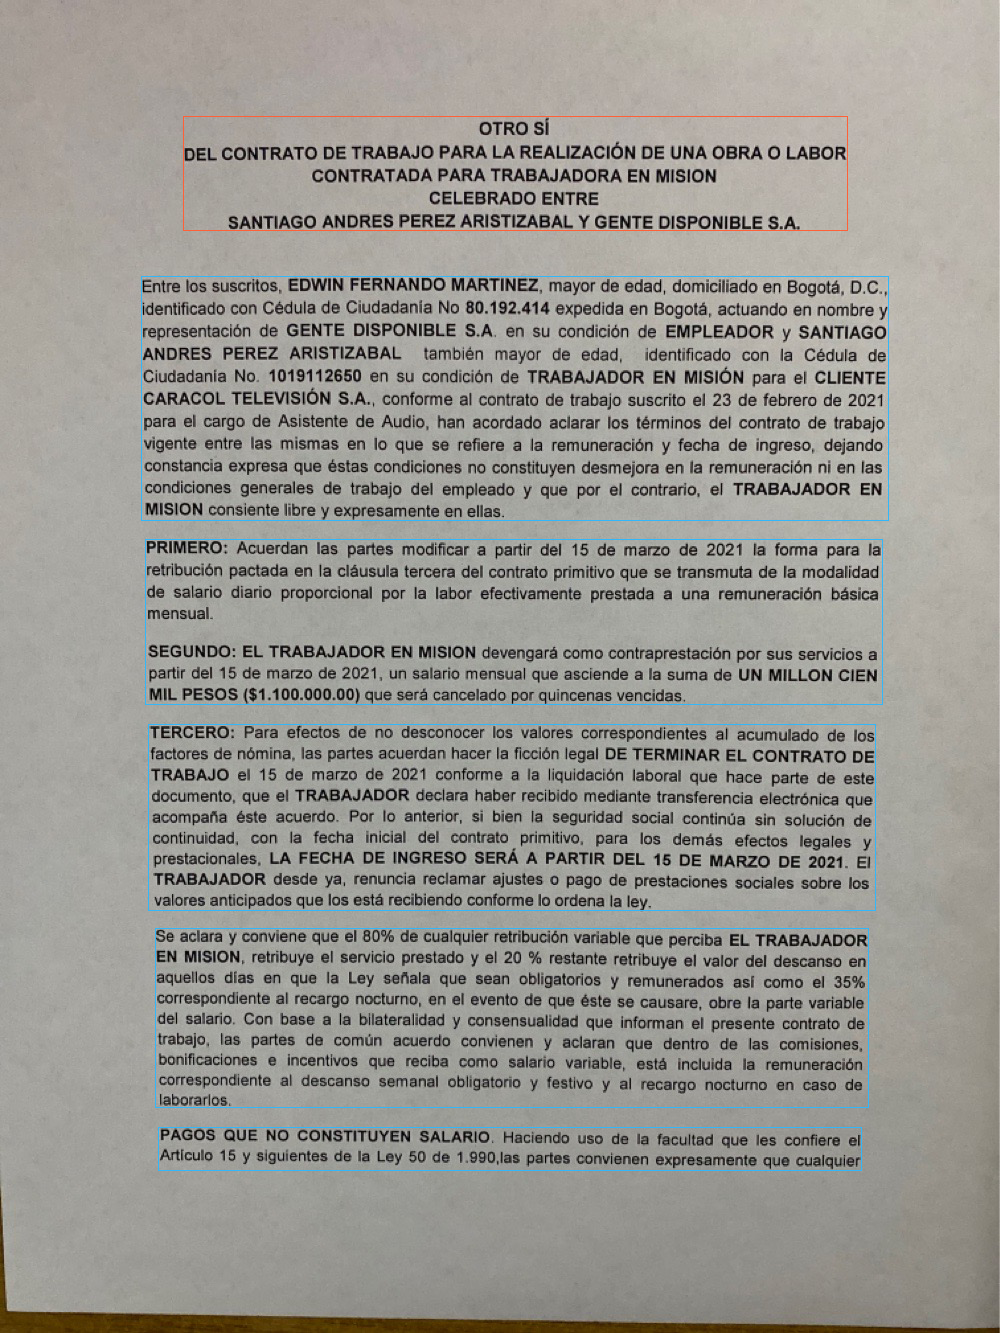 OTRO SÍ
DEL CONTRATO DE TRABAJO PARA LA REALIZACIÓN DE UNA OBRA O LABOR
CONTRATADA PARA TRABAJADORA EN MISION
CELEBRADO ENTRE
SANTIAGO ANDRES PEREZ ARISTIZABAL Y GENTE DISPONIBLE S.A.
Entre los suscritos, EDWIN FERNANDO MARTINEZ, mayor de edad, domiciliado en Bogotá, D.C.,
identificado con Cédula de Ciudadanía No 80.192.414 expedida en Bogotá, actuando en nombre y
representación de GENTE DISPONIBLE S.A. en su condición de EMPLEADOR y SANTIAGO
ANDRES PEREZ ARISTIZABAL también mayor de edad, identificado con la Cédula de
Ciudadanía No. 1019112650 en su condición de TRABAJADOR EN MISIÓN para el CLIENTE
CARACOL TELEVISIÓN S.A., conforme al contrato de trabajo suscrito el 23 de febrero de 2021
para el cargo de Asistente de Audio, han acordado aclarar los términos del contrato de trabajo
vigente entre las mismas en lo que se refiere a la remuneración y fecha de ingreso, dejando
constancia expresa que éstas condiciones no constituyen desmejora en la remuneración ni en las
condiciones generales de trabajo del empleado y que por el contrario, el TRABAJADOR EN
MISION consiente libre y expresamente en ellas.
PRIMERO: Acuerdan las partes modificar a partir del 15 de marzo de 2021 la forma para la
retribución pactada en la cláusula tercera del contrato primitivo que se transmuta de la modalidad
de salario diario proporcional por la labor efectivamente prestada a una remuneración básica
mensual.
SEGUNDO: EL TRABAJADOR EN MISION devengará como contraprestación por sus servicios a
partir del 15 de marzo de 2021, un salario mensual que asciende a la suma de UN MILLON CIEN
MIL PESOS ($1.100.000.00) que será cancelado por quincenas vencidas.
TERCERO: Para efectos de no desconocer los valores correspondientes al acumulado de los
factores de nómina, las partes acuerdan hacer la ficción legal DE TERMINAR EL CONTRATO DE
TRABAJO el 15 de marzo de 2021 conforme a la liquidación laboral que hace parte de este
documento, que el TRABAJADOR declara haber recibido mediante transferencia electrónica que
acompaña éste acuerdo. Por lo anterior, si bien la seguridad social continúa sin solución de
continuidad, con la fecha inicial del contrato primitivo, para los demás efectos legales y
prestacionales, LA FECHA DE INGRESO SERÁ A PARTIR DEL 15 DE MARZO DE 2021. El
TRABAJADOR desde ya, renuncia reclamar ajustes o pago de prestaciones sociales sobre los
valores anticipados que los está recibiendo conforme lo ordena la ley.
Se aclara y conviene que el 80% de cualquier retribución variable que perciba EL TRABAJADOR
EN MISION, retribuye el servicio prestado y el 20 % restante retribuye el valor del descanso en
aquellos días en que la Ley señala que sean obligatorios y remunerados así como el 35%
correspondiente al recargo nocturno, en el evento de que éste se causare, obre la parte variable
del salario. Con base a la bilateralidad y consensualidad que informan el presente contrato de
trabajo, las partes de común acuerdo convienen y aclaran que dentro de las comisiones,
bonificaciones e incentivos que reciba como salario variable, está incluida la remuneración
correspondiente al descanso semanal obligatorio y festivo y al recargo nocturno en caso de
laborarlos.
PAGOS QUE NO CONSTITUYEN SALARIO. Haciendo uso de la facultad que les confiere el
Artículo 15 y siguientes de la Ley 50 de 1.990,las partes convienen expresamente que cualquier